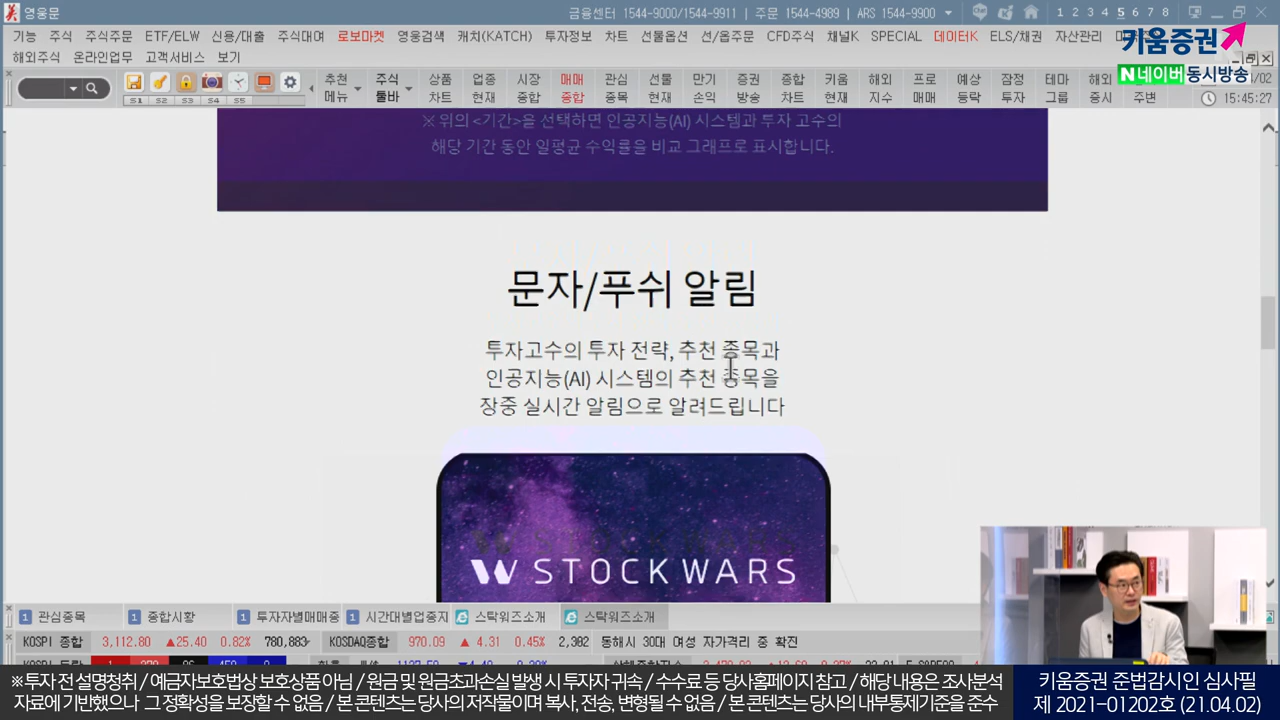 영웅문
금융센터 1544-9000/1544-9911 | 주문 1544-4989 | ARS 1544-9900
1 2 3 4 5 6 7 8
기능 주식 주식주문 ETF/ELW 신용/대출 주식대여 로보마켓 영웅검색 캐치(KATCH) 투자정보 차트 선물옵션 선/옵주문 CFD주식 채널K SPECIAL 데이터K ELS/채권 자산관리
해외주식 온라인업무 고객서비스 보기
키움증권
N네이버 동시방송
추천 주식 상품 업종 시장 매매 관심 선물 만기 증권 종합 키움 해외 프로 예상 잠정 테마 해외
메뉴 툴바 차트 현재 종합 종합 종목 현재 손익 방송 차트 현재 지수 매매 등락 투자 그룹 증시 주변
S1 S2 S3 S4 S5
15:45:27
※ 위의 <기간>을 선택하면 인공지능(AI) 시스템과 투자 고수의
해당 기간 동안 일평균 수익률을 비교 그래프로 표시합니다.
문자/푸쉬 알림
투자고수의 투자 전략, 추천 종목과
인공지능(AI) 시스템의 추천 종목을
장중 실시간 알림으로 알려드립니다
W STOCKWARS
1 관심종목 1 종합시황 1 투자자별매매종 1 시간대별업종지 스탁워즈소개 스탁워즈소개
KOSPI 종합 3,112.80 ▲25.40 0.82% 780,883 KOSDAQ종합 970.09 ▲ 4.31 0.45% 2,302 동해시 30대 여성 자가격리 중 확진
※투자 전 설명청취 / 예금자보호법상 보호상품 아님 / 원금 및 원금초과손실 발생 시 투자자 귀속 / 수수료 등 당사홈페이지 참고 / 해당 내용은 조사분석
자료에 기반했으나 그 정확성을 보장할 수 없음 / 본 콘텐츠는 당사의 저작물이며 복사, 전송, 변형될 수 없음 / 본 콘텐츠는 당사의 내부통제기준을 준수
키움증권 준법감시인 심사필
제 2021-01202호 (21.04.02)